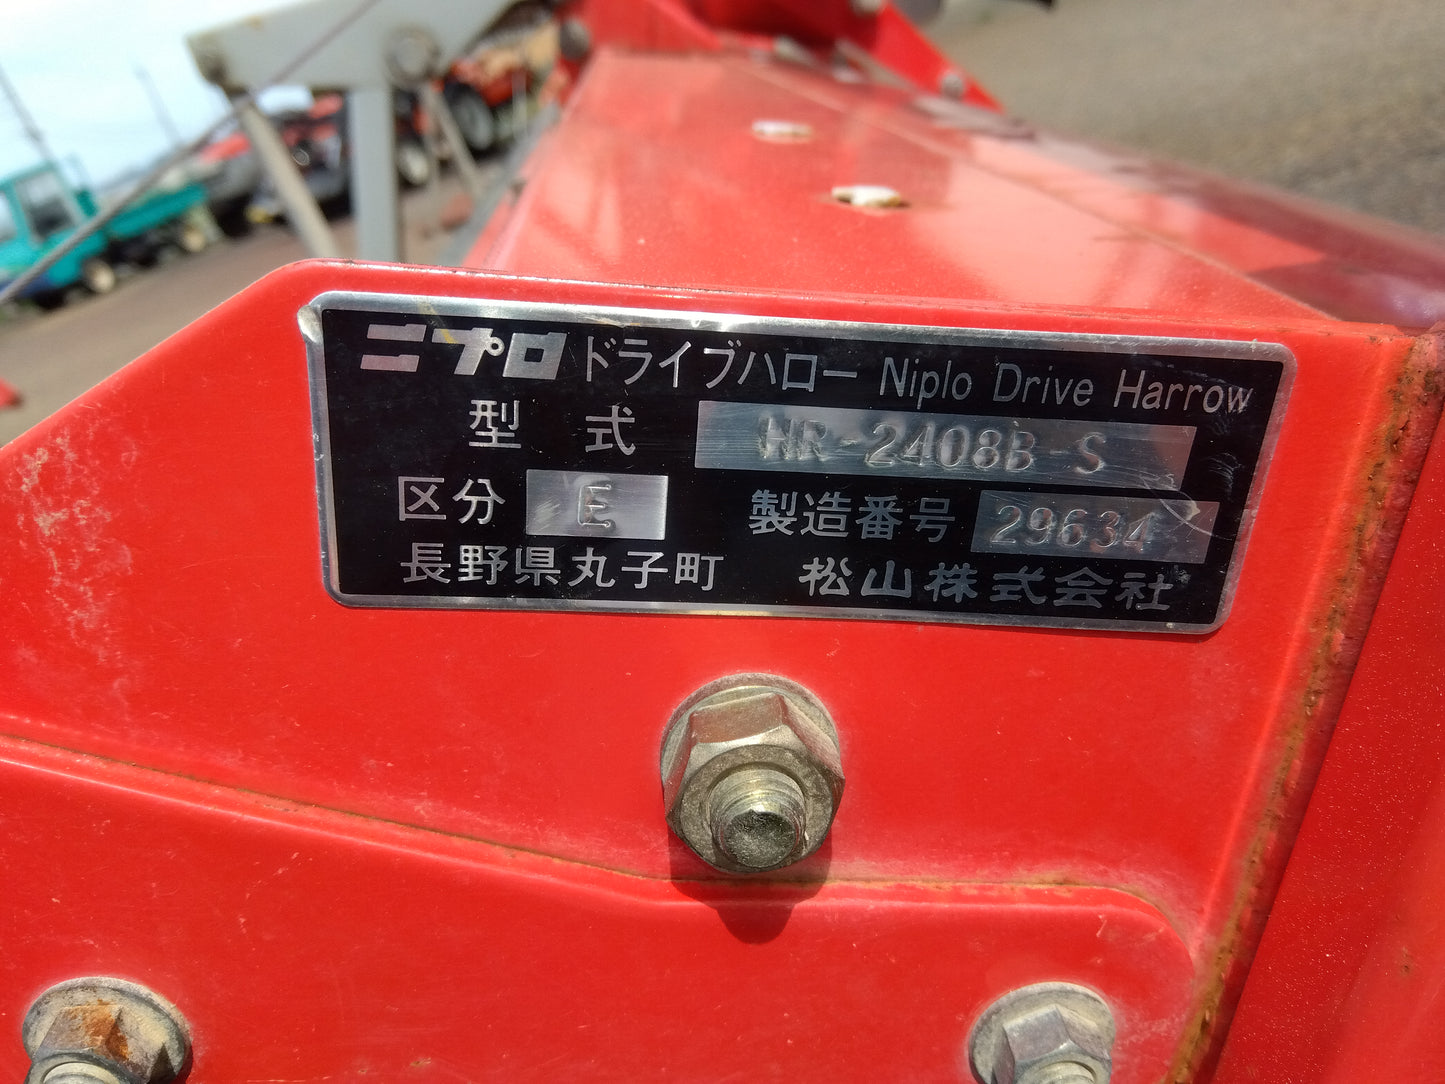 ニプロ ドライブハロー Niplo Drive Harrow
型式 HR-2408B-S
区分 E 製造番号 29634
長野県丸子町 松山株式会社